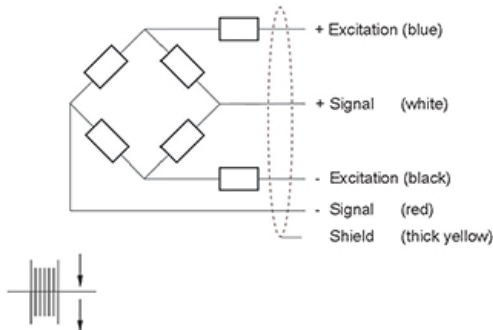 + Excitation (blue)
+ Signal (white)
- Excitation (black)
- Signal (red)
Shield (thick yellow)